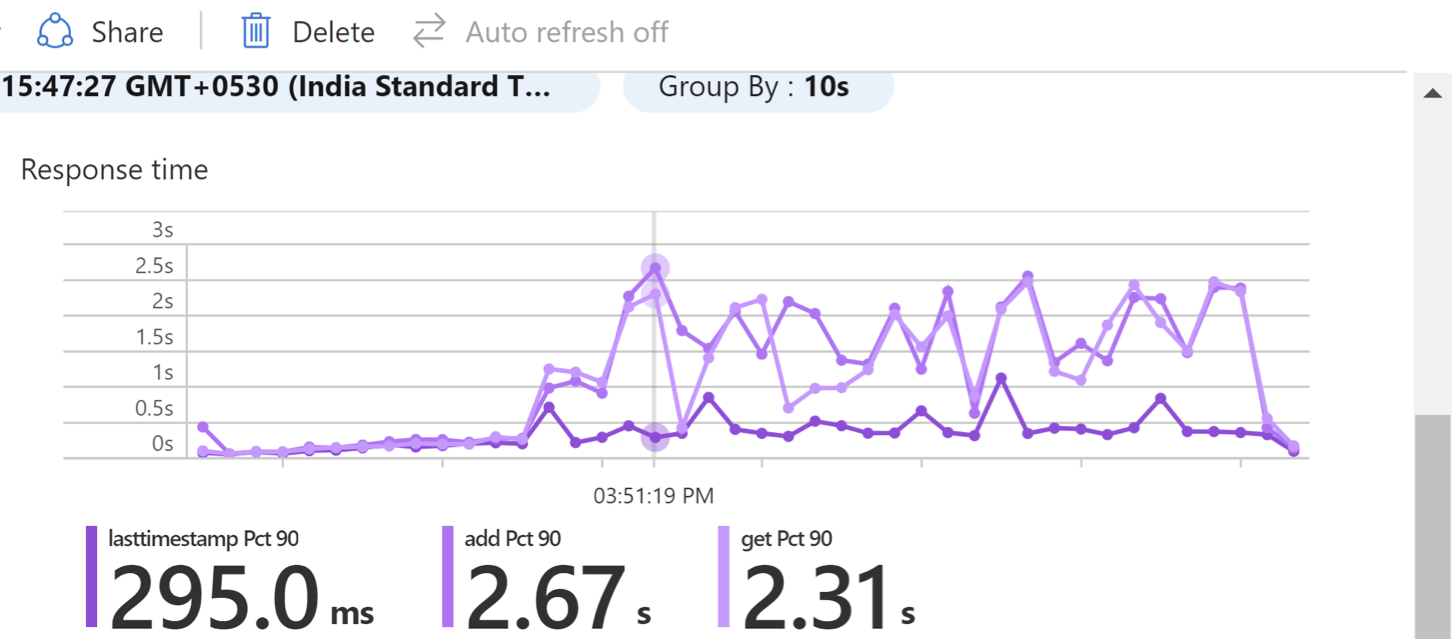 Share Delete Auto refresh off
15:47:27 GMT+0530 (India Standard T... Group By : 10s
Response time
3s
2.5s
2s
1.5s
1s
0.5s
0s
03:51:19 PM
lasttimestamp Pct 90 add Pct 90 get Pct 90
295.0 ms 2.67 s 2.31 s